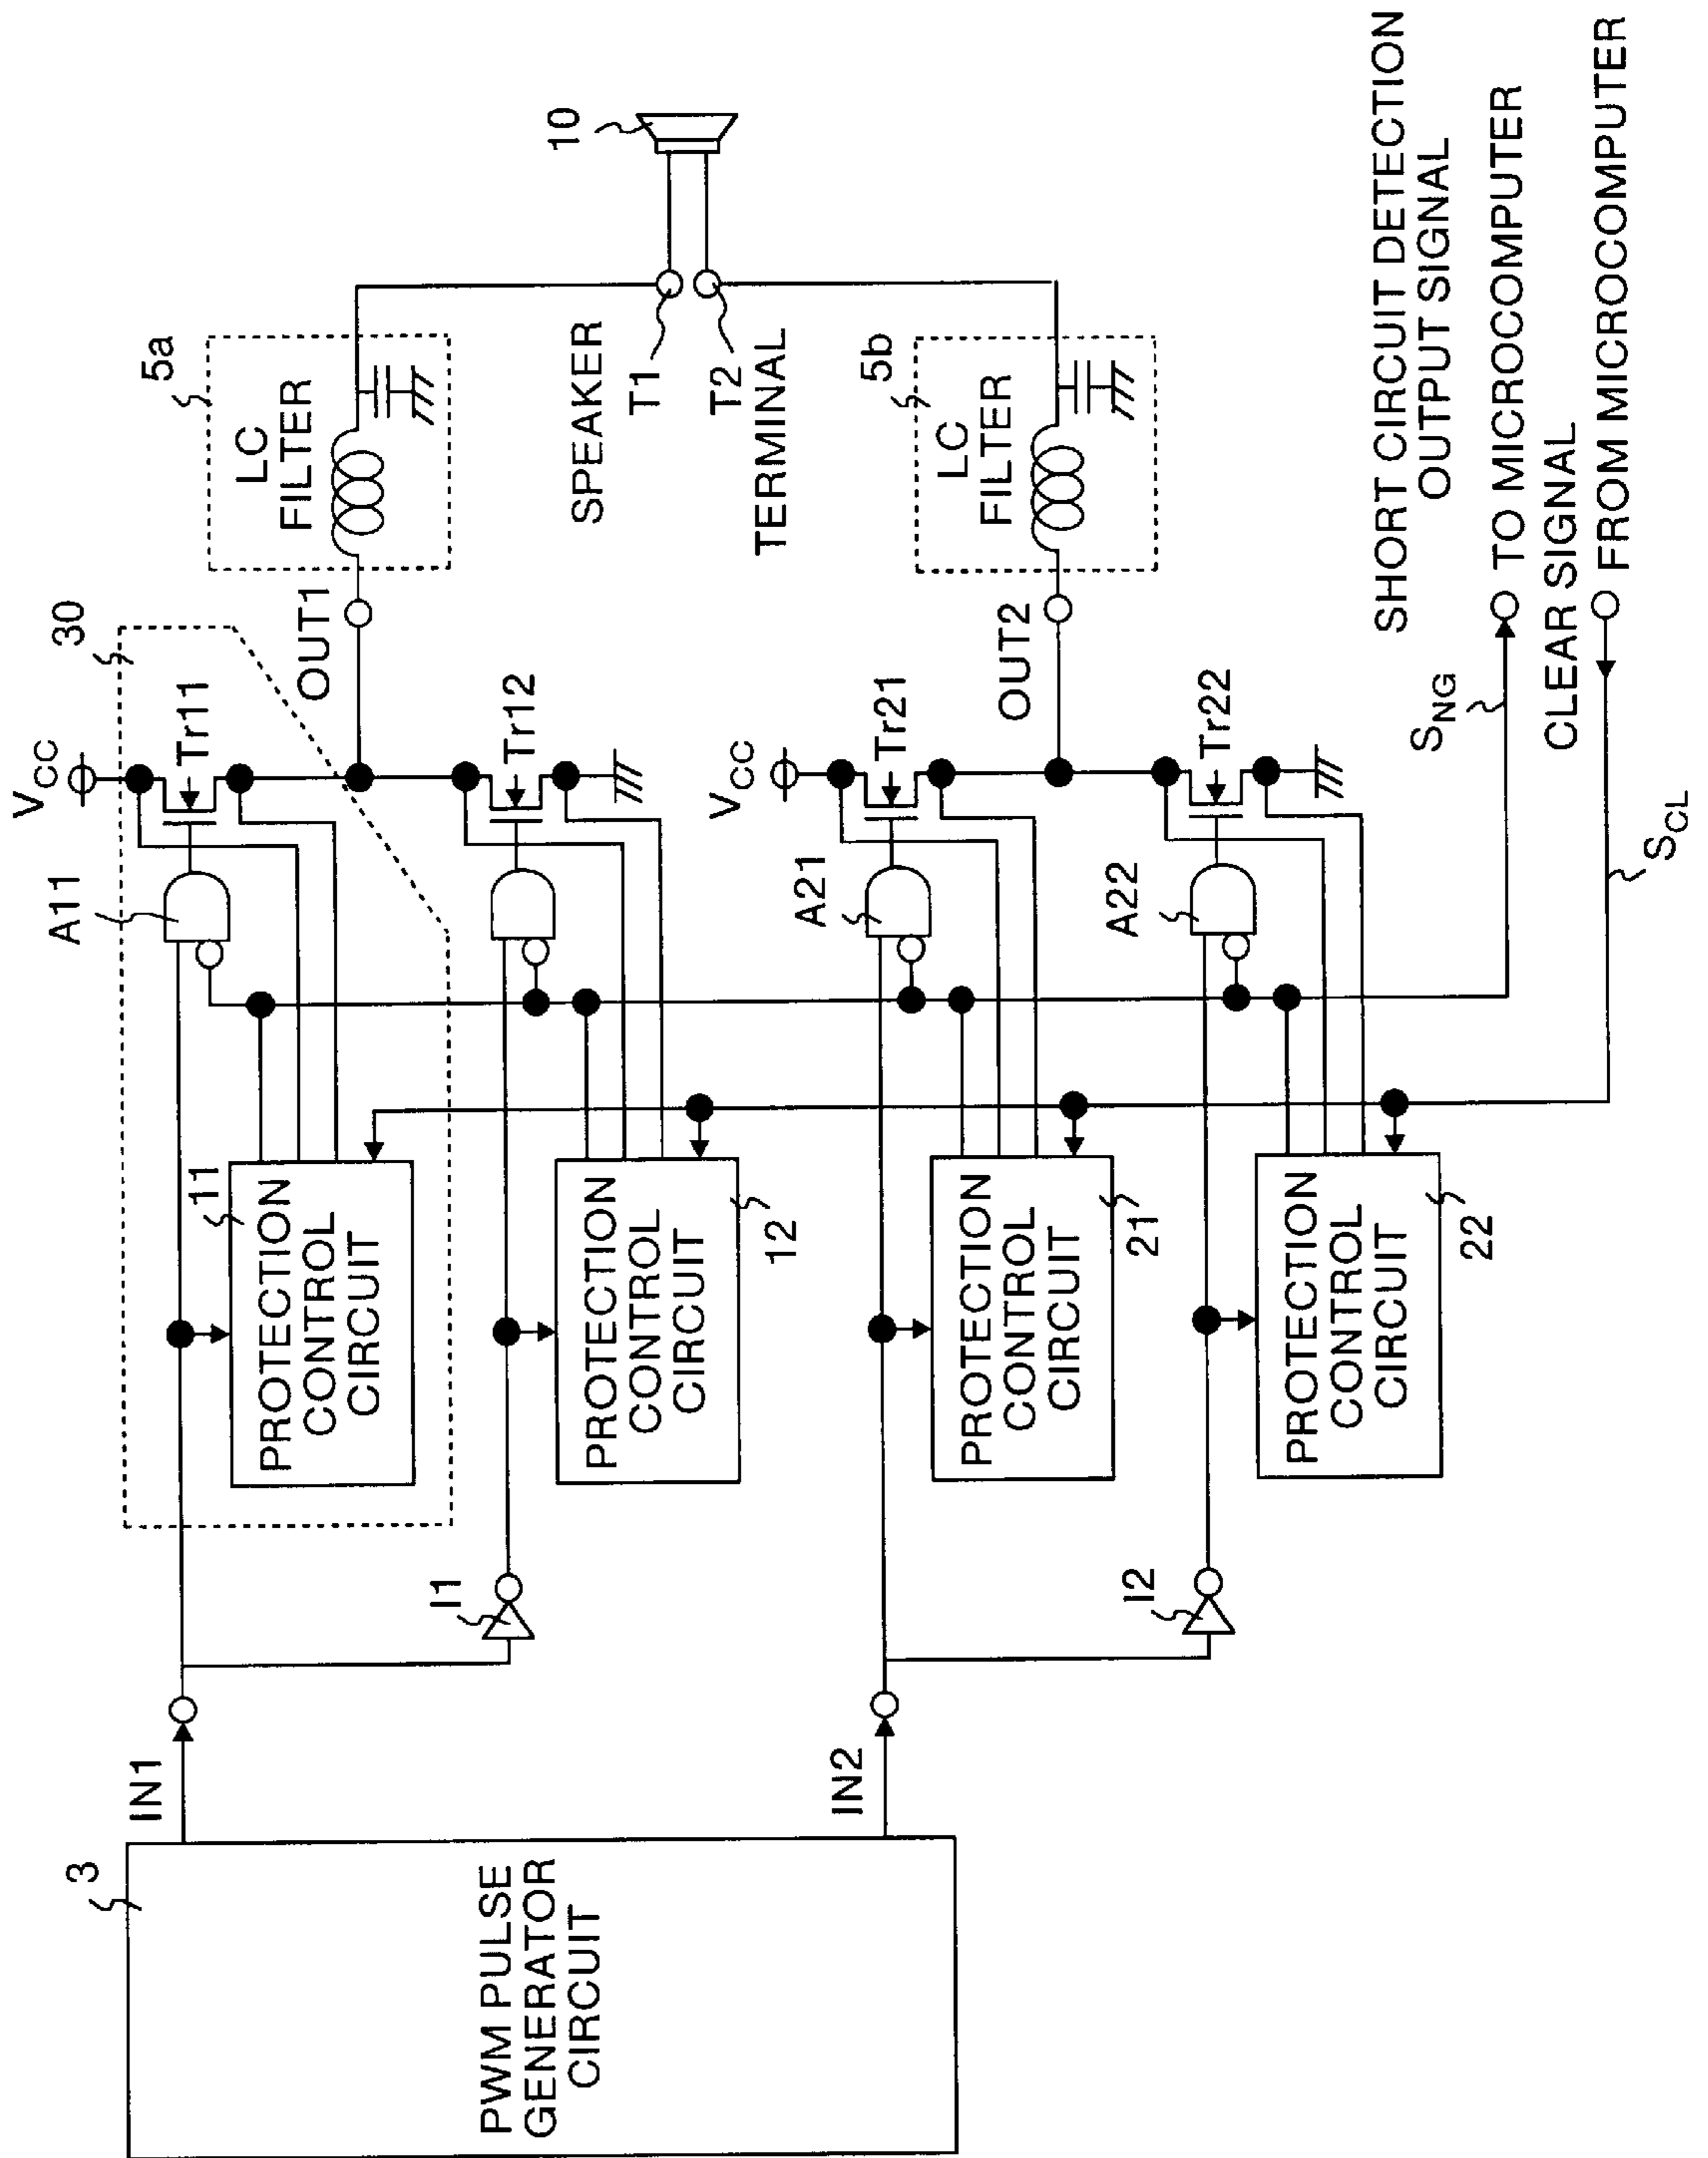 3
PWM PULSE
GENERATOR
CIRCUIT
IN1
IN2
I1
I2
30
11
PROTECTION
CONTROL
CIRCUIT
12
PROTECTION
CONTROL
CIRCUIT
21
PROTECTION
CONTROL
CIRCUIT
22
PROTECTION
CONTROL
CIRCUIT
A11
A21
A22
VCC
Tr11
Tr12
VCC
Tr21
Tr22
OUT1
OUT2
5a
LC
FILTER
5b
LC
FILTER
SPEAKER
T1
T2
TERMINAL
10
SHORT CIRCUIT DETECTION
OUTPUT SIGNAL
SNG
TO MICROCOMPUTER
CLEAR SIGNAL
FROM MICROCOMPUTER
SCL